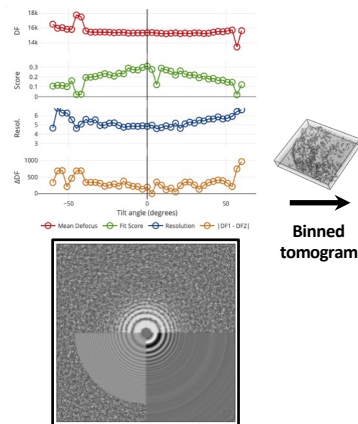 18k
DF
16k
14k
0.3
Score
0.2
0.1
0
6
Resol.
5
4
3
1000
ΔDF
500
0
−50
0
50
Tilt angle (degrees)
Mean Defocus Fit Score Resolution |DF1 - DF2|
Binned
tomogram